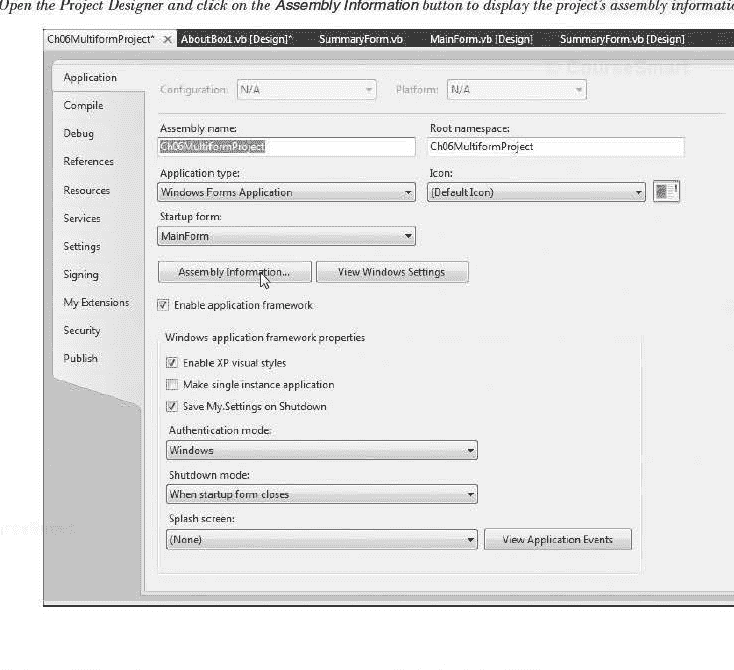 Open the Project Designer and click on the Assembly Information button to display the project's assembly informatio
Ch06MultiformProject* × AboutBox1.vb [Design]* SummaryForm.vb MainForm.vb [Design] SummaryForm.vb [Design]
CourseSmart
Application
Compile
Debug
References
Resources
Services
Settings
Signing
My Extensions
Security
Publish
Configuration: N/A Platform: N/A
Assembly name: Root namespace:
Ch06MultiformProject Ch06MultiformProject
Application type: Icon:
Windows Forms Application (Default Icon)
Startup form:
MainForm
Assembly Information... View Windows Settings
Enable application framework
Windows application framework properties
Enable XP visual styles
Make single instance application
Save My.Settings on Shutdown
Authentication mode:
Windows
Shutdown mode:
When startup form closes
Splash screen:
(None) View Application Events